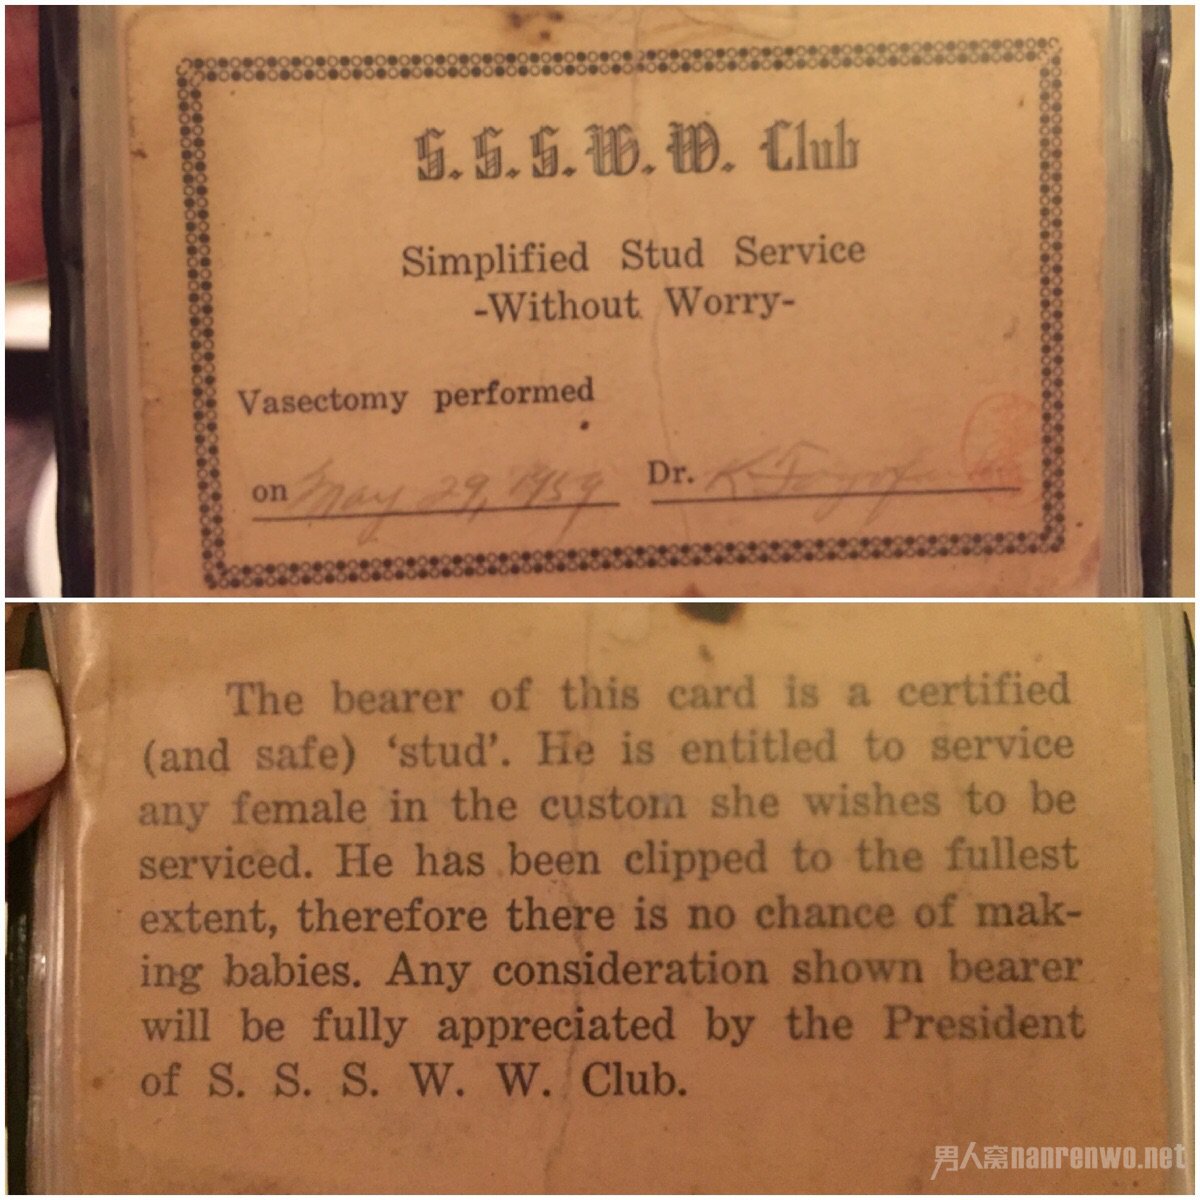 S.S.S.W.W. Club
Simplified Stud Service
-Without Worry-
Vasectomy performed
on May 29, 1959 Dr. K
The bearer of this card is a certified
(and safe) ‘stud’. He is entitled to service
any female in the custom she wishes to be
serviced. He has been clipped to the fullest
extent, therefore there is no chance of mak-
ing babies. Any consideration shown bearer
will be fully appreciated by the President
of S. S. S. W. W. Club.
男人窝nanrenwo.net